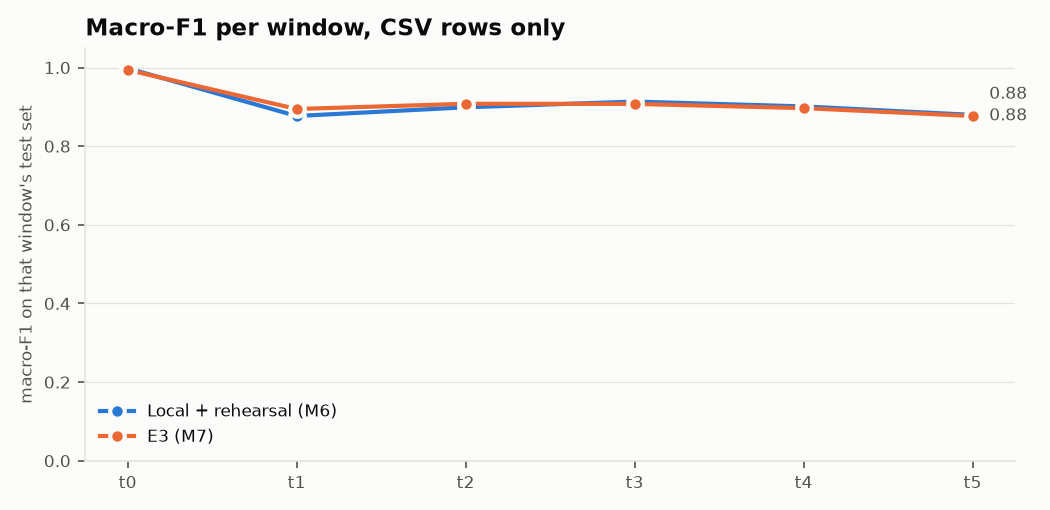 Macro-F1 per window, CSV rows only
macro-F1 on that window's test set
1.0
0.8
0.6
0.4
0.2
0.0
0.88
0.88
Local + rehearsal (M6)
E3 (M7)
t0
t1
t2
t3
t4
t5